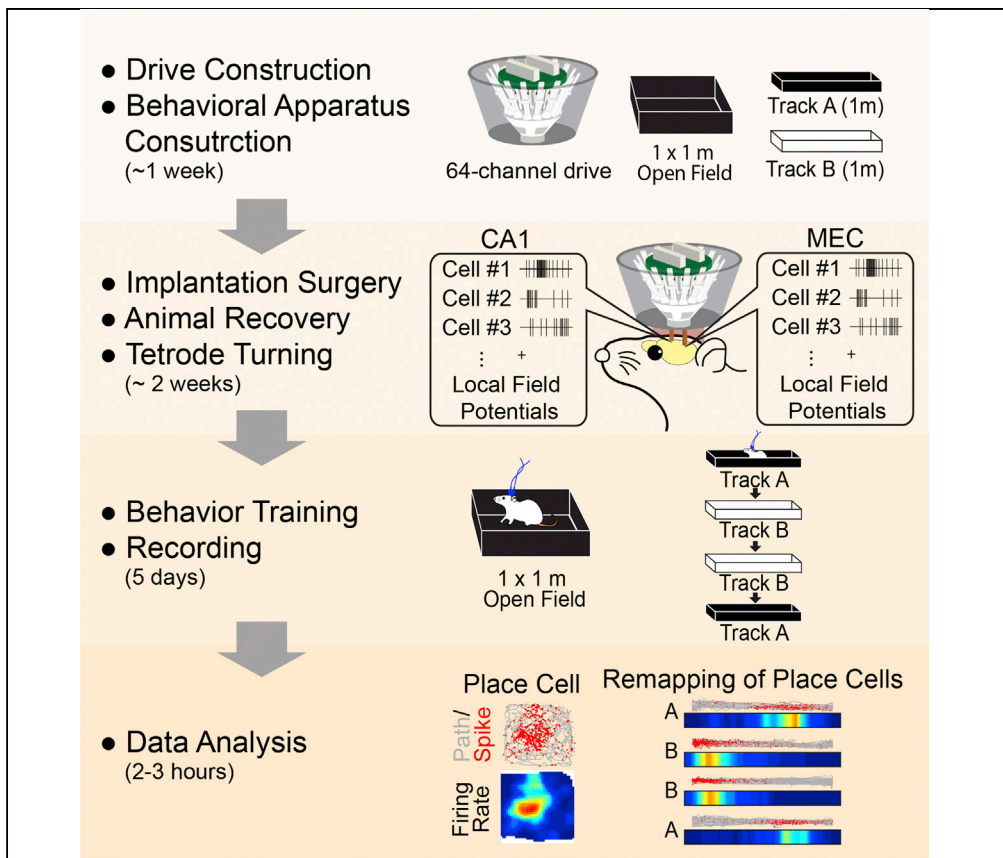 ● Drive Construction
● Behavioral Apparatus
Consutrction
(~1 week)
64-channel drive
1 x 1 m
Open Field
Track A (1m)
Track B (1m)
● Implantation Surgery
● Animal Recovery
● Tetrode Turning
(~ 2 weeks)
CA1
Cell #1
Cell #2
Cell #3
⋮ +
Local Field
Potentials
MEC
Cell #1
Cell #2
Cell #3
⋮ +
Local Field
Potentials
● Behavior Training
● Recording
(5 days)
1 x 1 m
Open Field
Track A
Track B
Track B
Track A
● Data Analysis
(2-3 hours)
Place Cell
Path/
Spike
Firing
Rate
Remapping of Place Cells
A
B
B
A